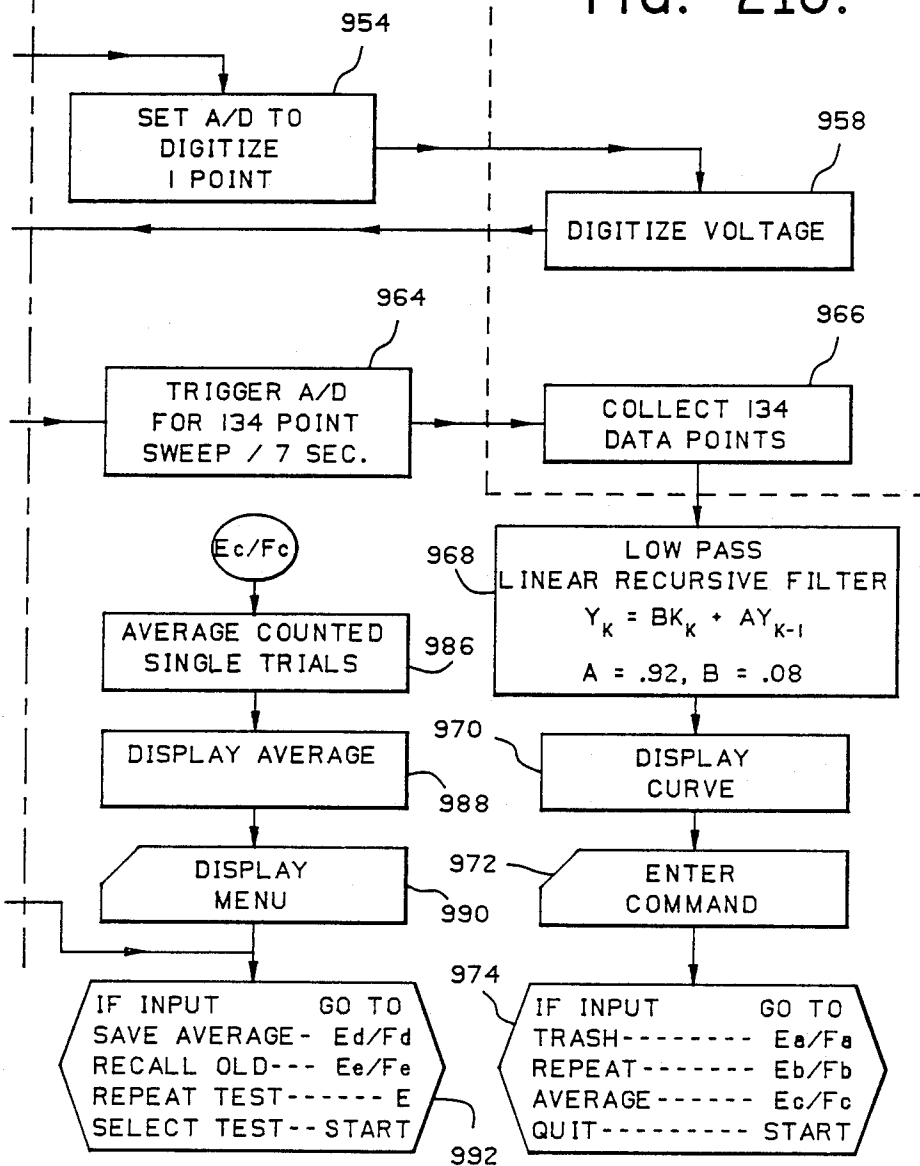 FIG. 21G.
954
SET A/D TO
DIGITIZE
1 POINT
958
DIGITIZE VOLTAGE
964
TRIGGER A/D
FOR 134 POINT
SWEEP / 7 SEC.
966
COLLECT 134
DATA POINTS
Ec/Fc
968
LOW PASS
LINEAR RECURSIVE FILTER
Y_K = BK_K + AY_K-1
A = .92, B = .08
AVERAGE COUNTED
SINGLE TRIALS
986
970
DISPLAY
CURVE
DISPLAY AVERAGE
988
972
ENTER
COMMAND
DISPLAY
MENU
990
974
IF INPUT GO TO
SAVE AVERAGE- Ed/Fd
RECALL OLD--- Ee/Fe
REPEAT TEST------ E
SELECT TEST-- START
992
IF INPUT GO TO
TRASH-------- Ea/Fa
REPEAT------- Eb/Fb
AVERAGE------ Ec/Fc
QUIT--------- START